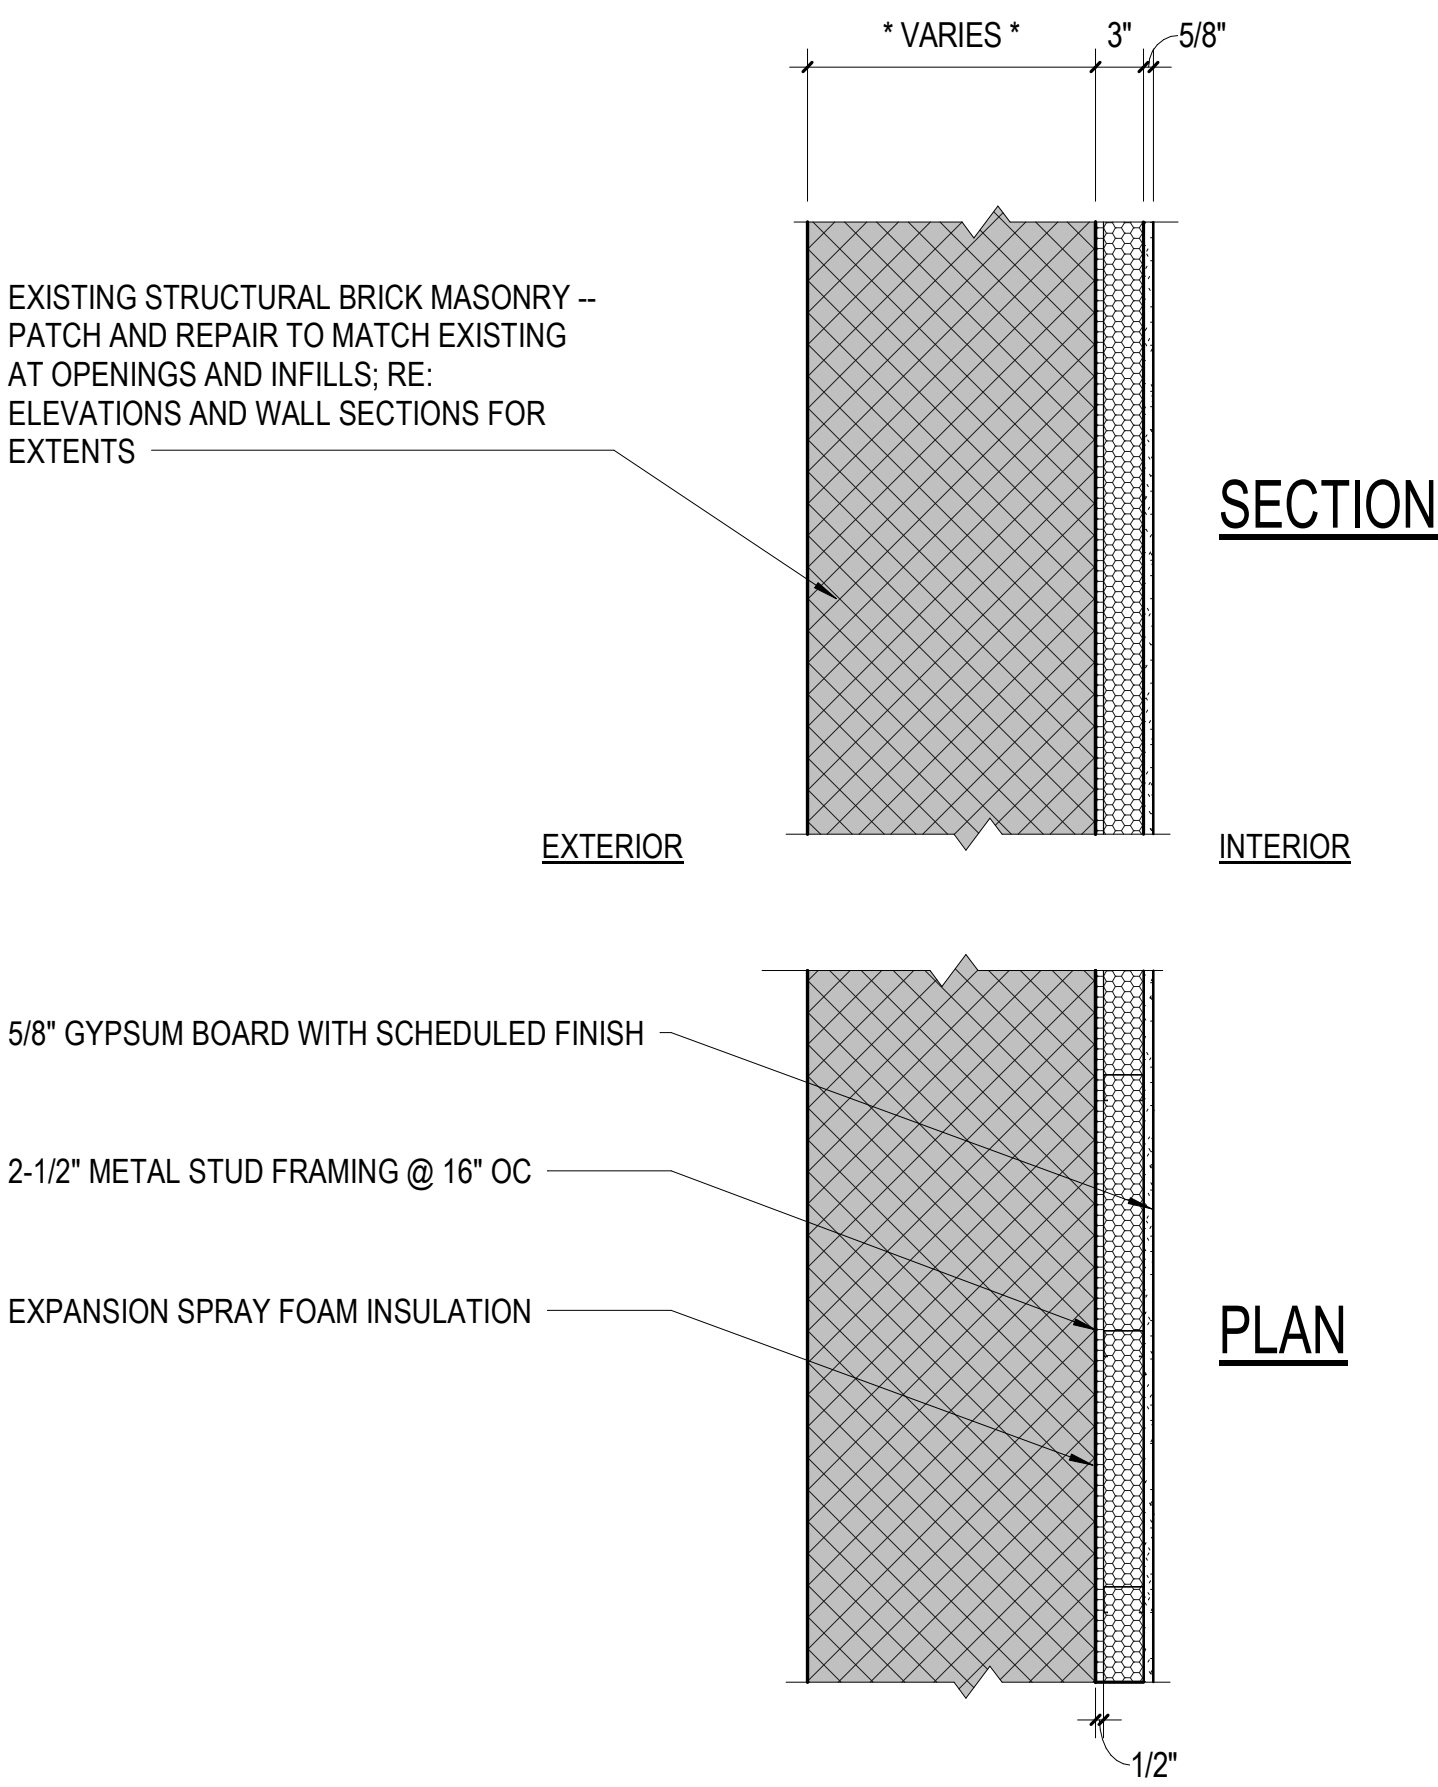 * VARIES *
3"
5/8"
EXISTING STRUCTURAL BRICK MASONRY --
PATCH AND REPAIR TO MATCH EXISTING
AT OPENINGS AND INFILLS; RE:
ELEVATIONS AND WALL SECTIONS FOR
EXTENTS
SECTION
EXTERIOR
INTERIOR
5/8" GYPSUM BOARD WITH SCHEDULED FINISH
2-1/2" METAL STUD FRAMING @ 16" OC
EXPANSION SPRAY FOAM INSULATION
PLAN
1/2"